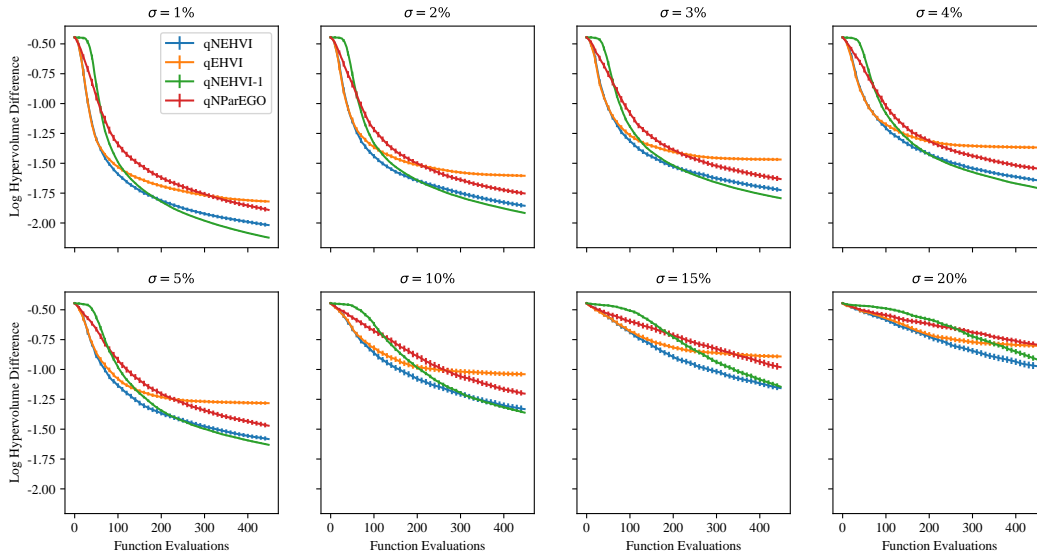 σ = 1%
σ = 2%
σ = 3%
σ = 4%
Log Hypervolume Difference
-0.50
-0.75
-1.00
-1.25
-1.50
-1.75
-2.00
qNEHVI
qEHVI
qNEHVI-1
qNParEGO
σ = 5%
σ = 10%
σ = 15%
σ = 20%
Log Hypervolume Difference
-0.50
-0.75
-1.00
-1.25
-1.50
-1.75
-2.00
0 100 200 300 400
0 100 200 300 400
0 100 200 300 400
0 100 200 300 400
Function Evaluations
Function Evaluations
Function Evaluations
Function Evaluations